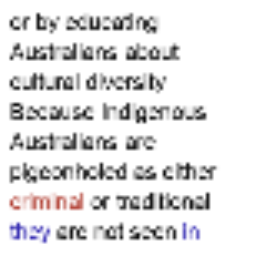 or by educating
Australians about
cultural diversity
Because Indigenous
Australians are
pigeonholed as either
criminal or traditional
they are not seen in